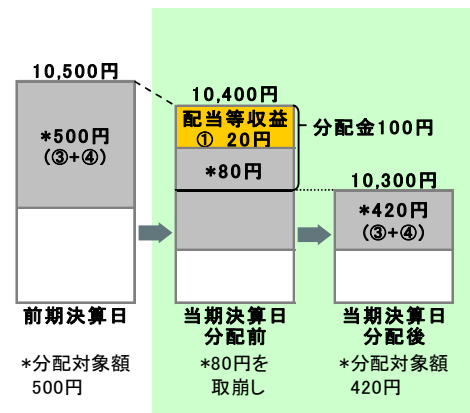 10,500円
*500円
(③+④)
前期決算日
*分配対象額
500円
10,400円
配当等収益
① 20円
*80円
分配金100円
当期決算日
分配前
*80円を
取崩し
10,300円
*420円
(③+④)
当期決算日
分配後
*分配対象額
420円